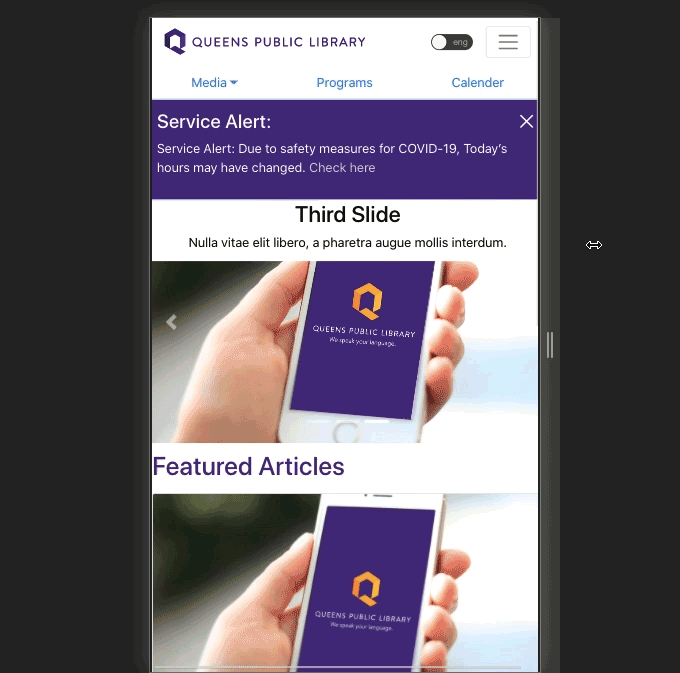 QUEENS PUBLIC LIBRARY
eng
Media Programs Calender
Service Alert:
Service Alert: Due to safety measures for COVID-19, Today's
hours may have changed. Check here
Third Slide
Nulla vitae elit libero, a pharetra augue mollis interdum.
QUEENS PUBLIC LIBRARY
We speak your language.
Featured Articles
QUEENS PUBLIC LIBRARY
We speak your language.